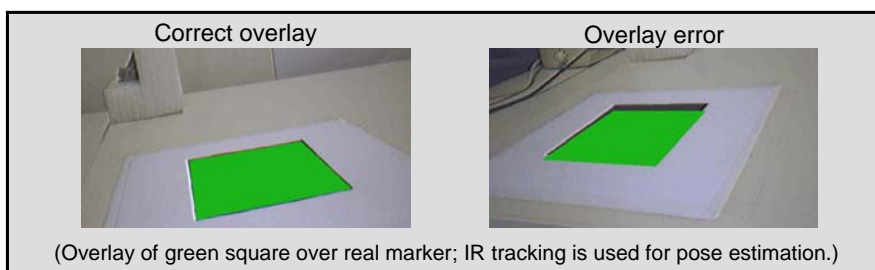 Correct overlay
Overlay error
(Overlay of green square over real marker; IR tracking is used for pose estimation.)